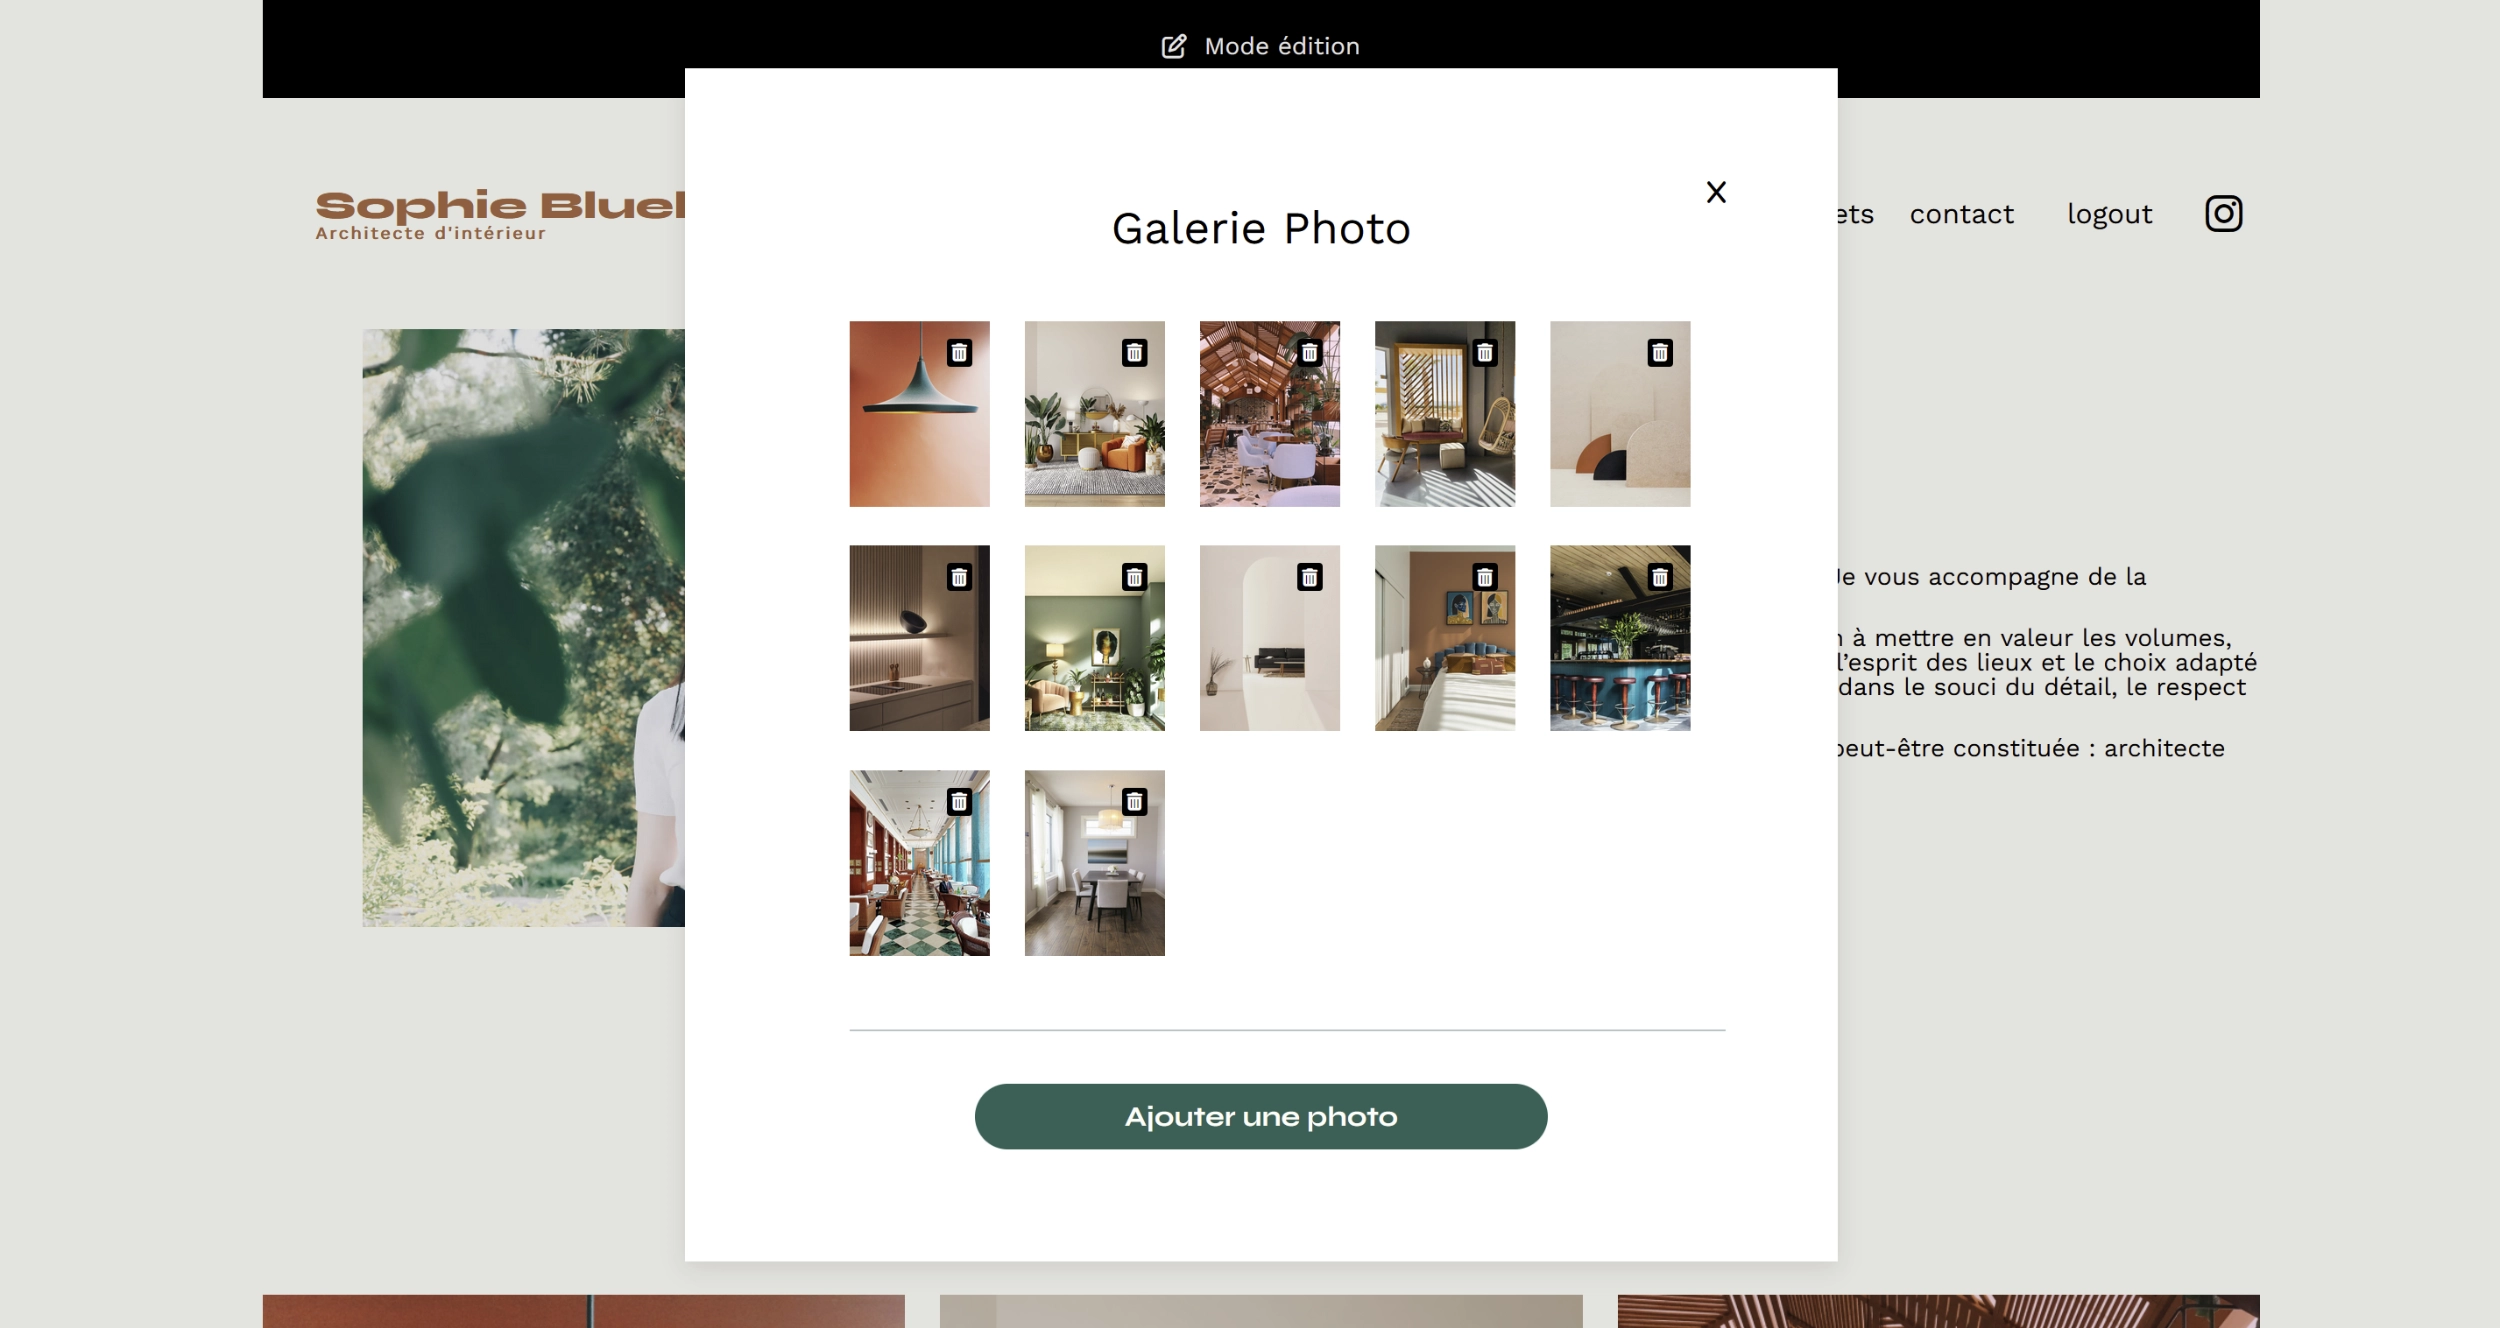 Mode édition
Sophie Bluel
Architecte d'intérieur
contact
logout
X
Galerie Photo
vous accompagne de la
à mettre en valeur les volumes,
l'esprit des lieux et le choix adapté
dans le souci du détail, le respect
peut-être constituée : architecte
Ajouter une photo